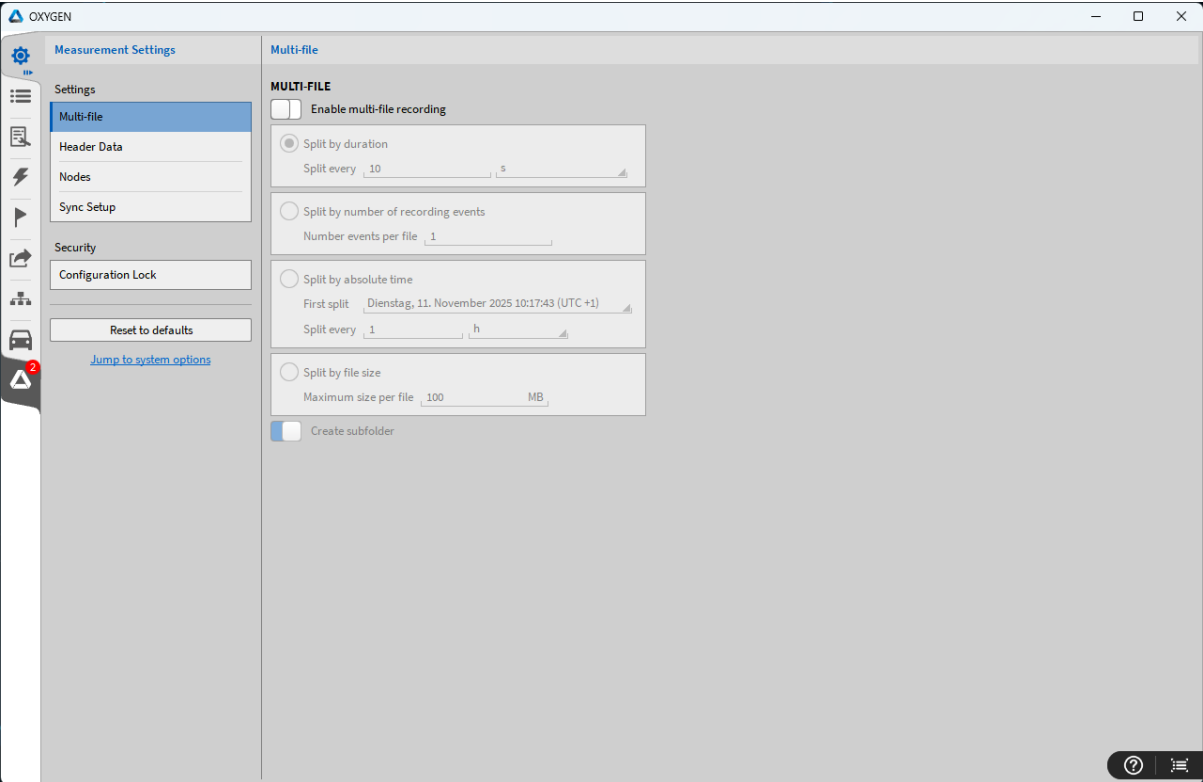 OXYGEN
Measurement Settings
Multi-file
Settings
Multi-file
Header Data
Nodes
Sync Setup
Security
Configuration Lock
Reset to defaults
Jump to system options
2
MULTI-FILE
Enable multi-file recording
Split by duration
Split every 10 s
Split by number of recording events
Number events per file 1
Split by absolute time
First split Dienstag, 11. November 2025 10:17:43 (UTC +1)
Split every 1 h
Split by file size
Maximum size per file 100 MB
Create subfolder